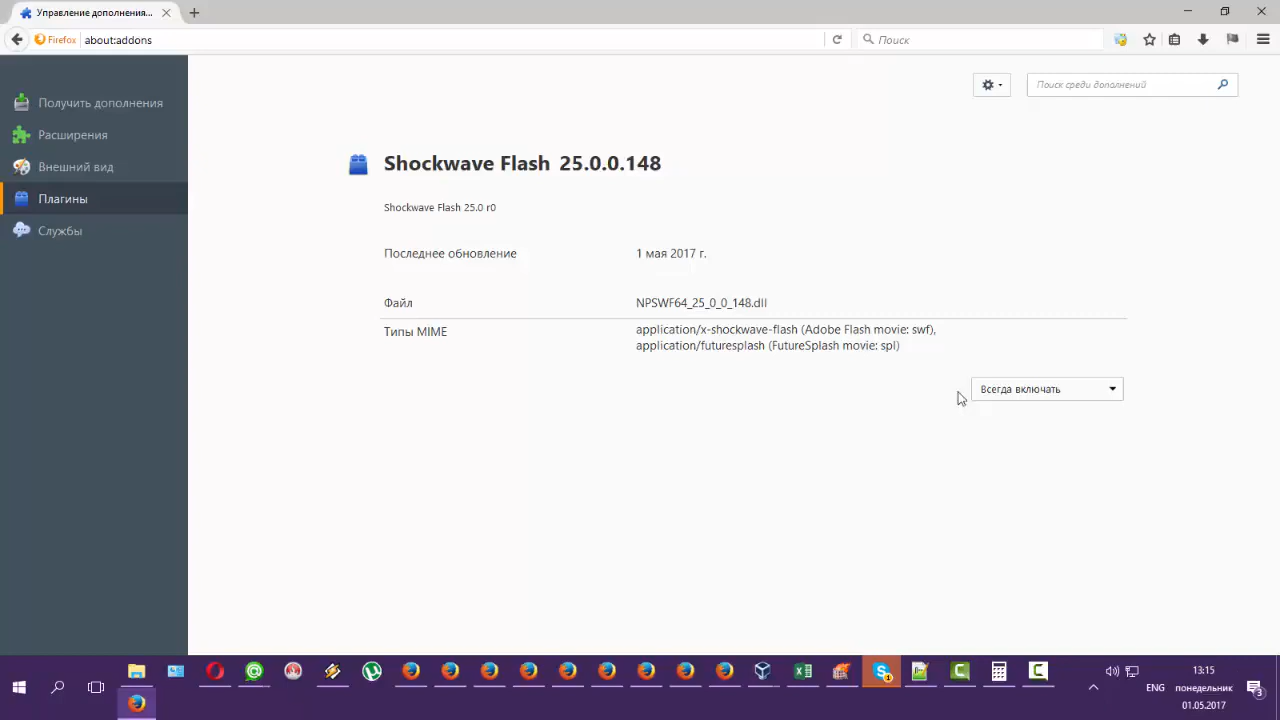 Управление дополнения...
Firefox
about:addons
Поиск
Получить дополнения
Расширения
Внешний вид
Плагины
Службы
Поиск среди дополнений
Shockwave Flash 25.0.0.148
Shockwave Flash 25.0 r0
Последнее обновление
1 мая 2017 г.
Файл
NPSWF64_25_0_0_148.dll
Типы MIME
application/x-shockwave-flash (Adobe Flash movie: swf),
application/futuresplash (FutureSplash movie: spl)
Всегда включать
1
13:15
ENG
понедельник
01.05.2017
3